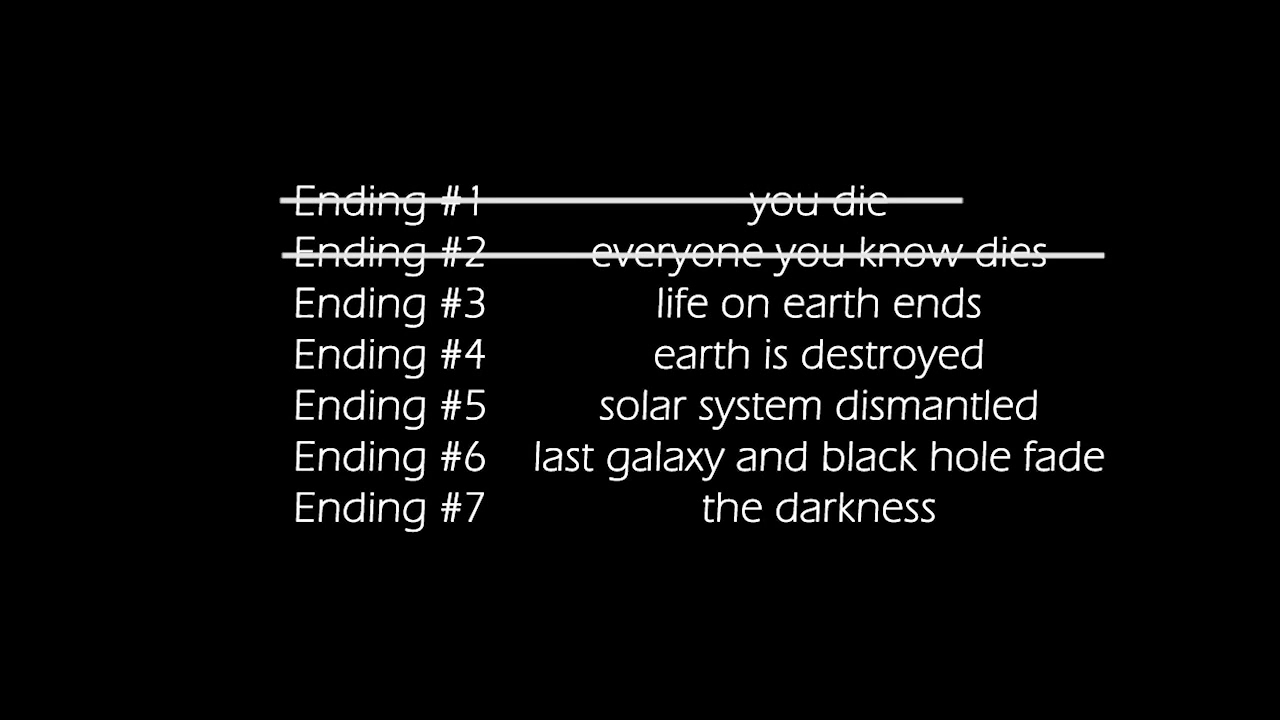 Ending #1 you die
Ending #2 everyone you know dies
Ending #3 life on earth ends
Ending #4 earth is destroyed
Ending #5 solar system dismantled
Ending #6 last galaxy and black hole fade
Ending #7 the darkness